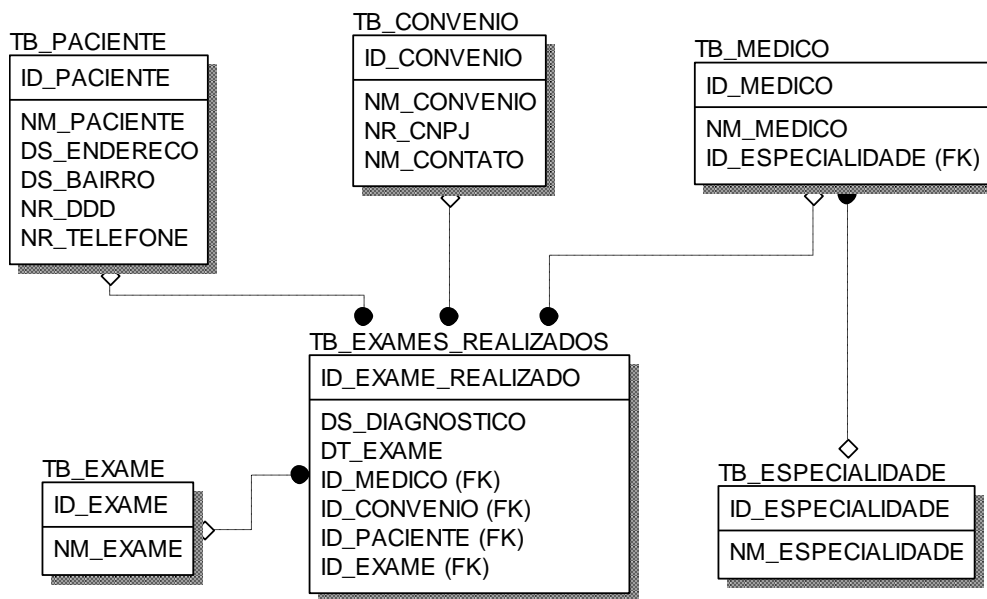 TB_PACIENTE
ID_PACIENTE
NM_PACIENTE
DS_ENDERECO
DS_BAIRRO
NR_DDD
NR_TELEFONE
TB_CONVENIO
ID_CONVENIO
NM_CONVENIO
NR_CNPJ
NM_CONTATO
TB_MEDICO
ID_MEDICO
NM_MEDICO
ID_ESPECIALIDADE (FK)
TB_EXAMES_REALIZADOS
ID_EXAME_REALIZADO
DS_DIAGNOSTICO
DT_EXAME
ID_MEDICO (FK)
ID_CONVENIO (FK)
ID_PACIENTE (FK)
ID_EXAME (FK)
TB_EXAME
ID_EXAME
NM_EXAME
TB_ESPECIALIDADE
ID_ESPECIALIDADE
NM_ESPECIALIDADE